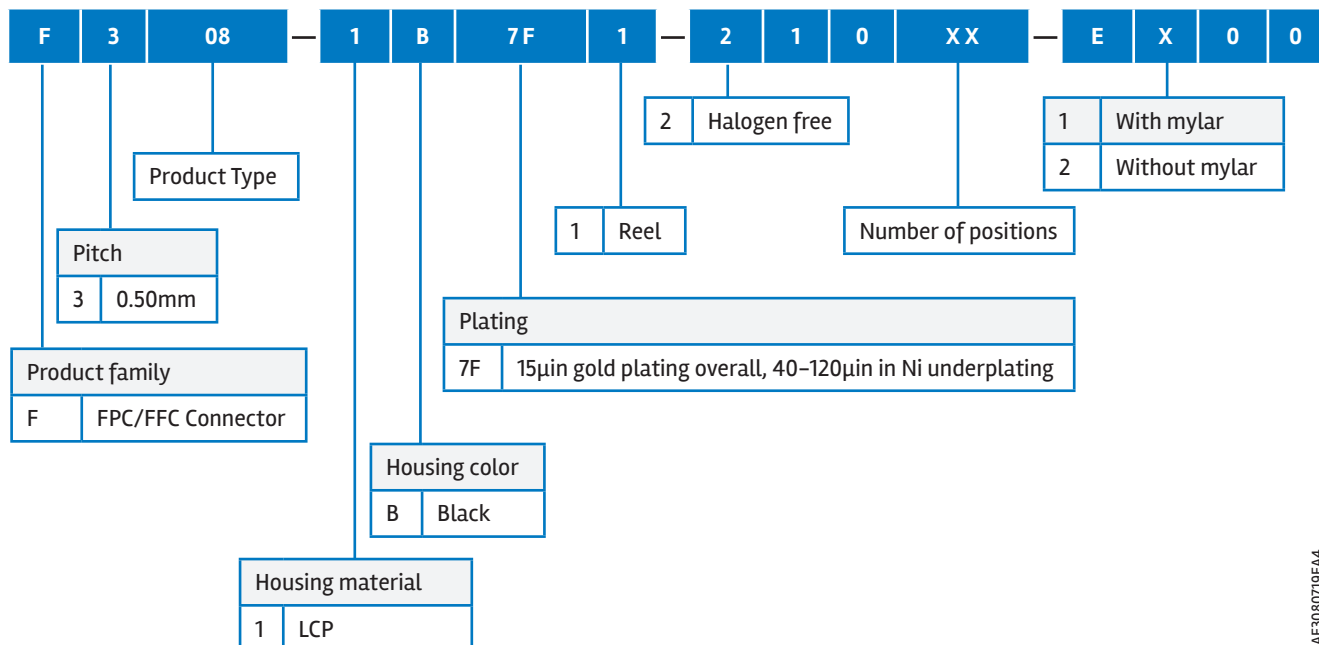 F 3 08 — 1 B 7F 1 — 2 1 0 XX — E X 0 0
2 Halogen free
1 With mylar
2 Without mylar
Product Type
1 Reel
Number of positions
Pitch
3 0.50mm
Plating
7F 15µin gold plating overall, 40–120µin in Ni underplating
Product family
F FPC/FFC Connector
Housing color
B Black
Housing material
1 LCP
AF3080719EA4